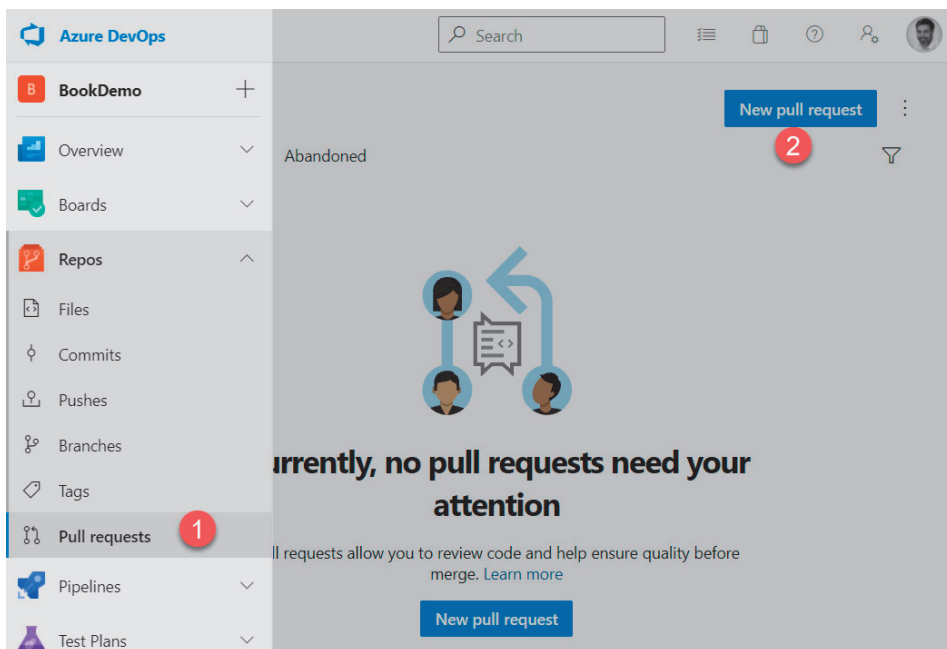 Azure DevOps
Search
B
BookDemo
New pull request
2
Overview
Abandoned
Boards
Repos
Files
Commits
Pushes
Branches
urrently, no pull requests need your
attention
Tags
Pull requests
1
ll requests allow you to review code and help ensure quality before
merge. Learn more
Pipelines
New pull request
Test Plans